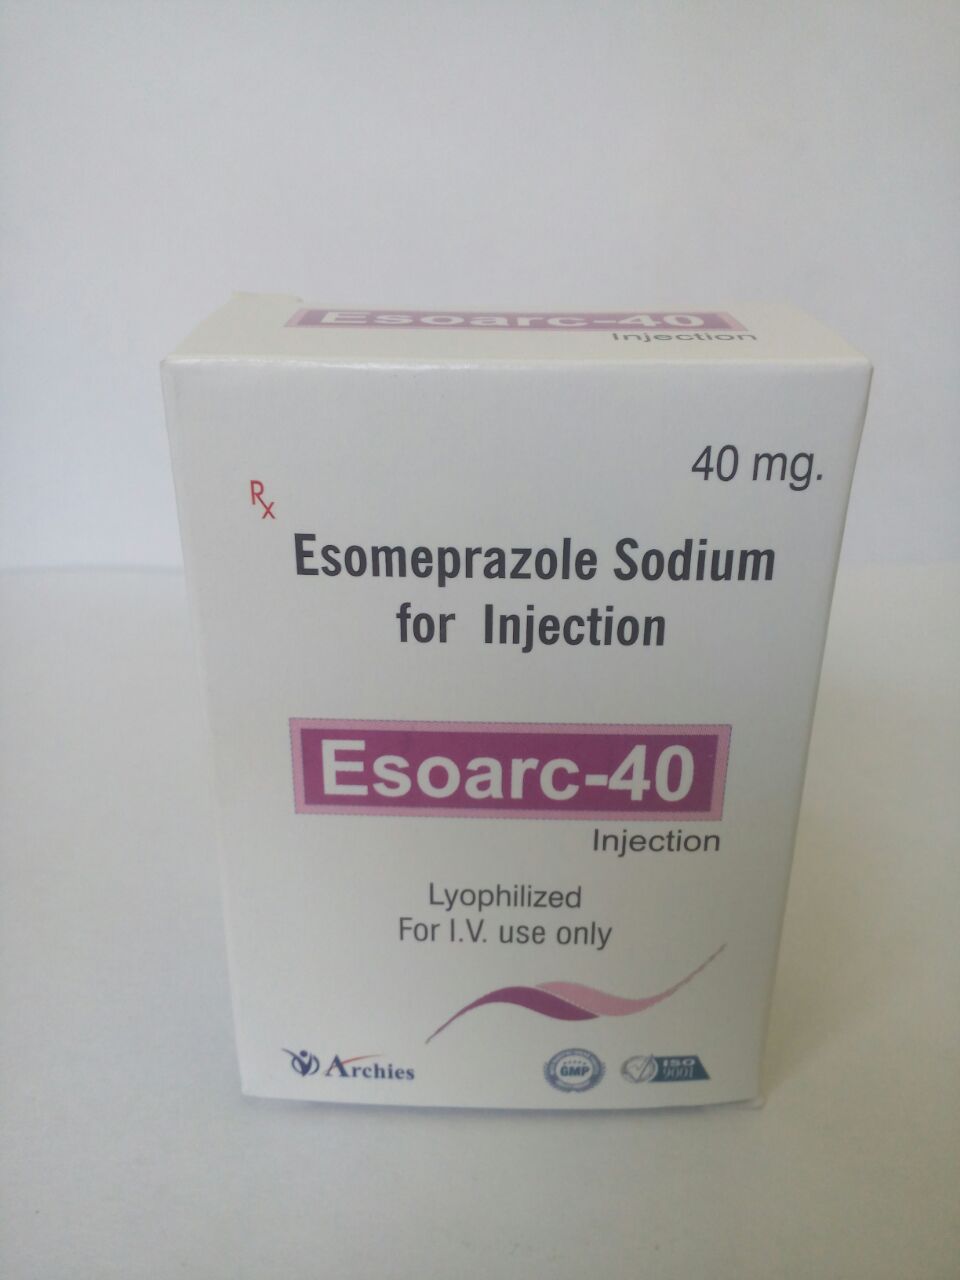 Esoarc-40
Injection
40 mg.
Rx
Esomeprazole Sodium
for Injection
Esoarc-40
Injection
Lyophilized
For I.V. use only
Archies
GMP
ISO
9001